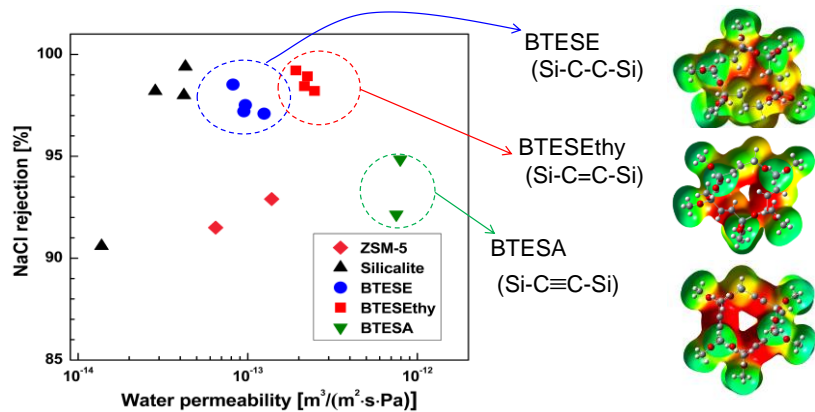 BTESE
(Si-C-C-Si)
BTESEthy
(Si-C=C-Si)
BTESA
(Si-C≡C-Si)
NaCl rejection [%]
100
95
90
85
ZSM-5
Silicalite
BTESE
BTESEthy
BTESA
10⁻¹⁴ 10⁻¹³ 10⁻¹²
Water permeability [m³/(m²·s·Pa)]